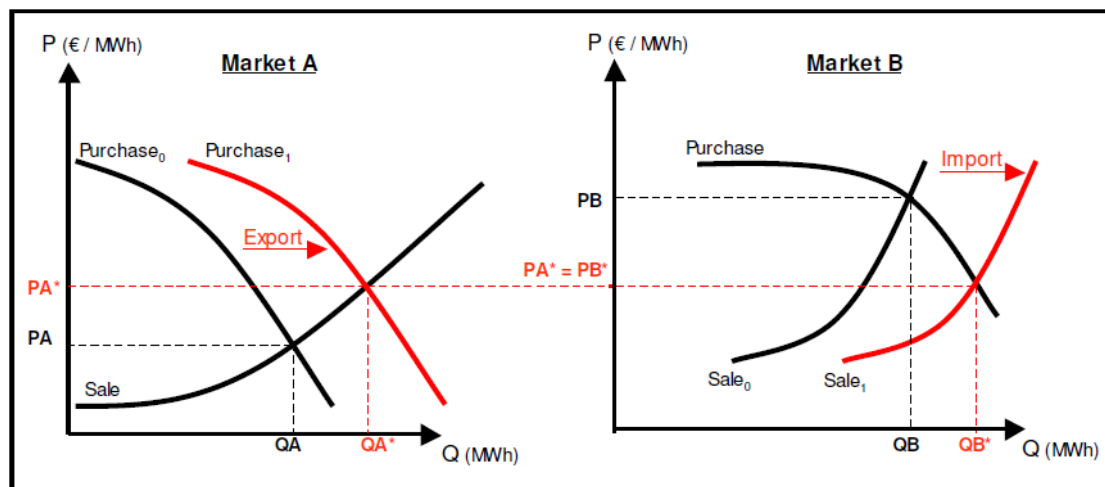 P (€ / MWh)
Market A
Purchase₀
Purchase₁
Export
PA*
PA
Sale
QA
QA*
Q (MWh)
P (€ / MWh)
Market B
Purchase
Import
PB
PA* = PB*
Sale₀
Sale₁
QB
QB*
Q (MWh)